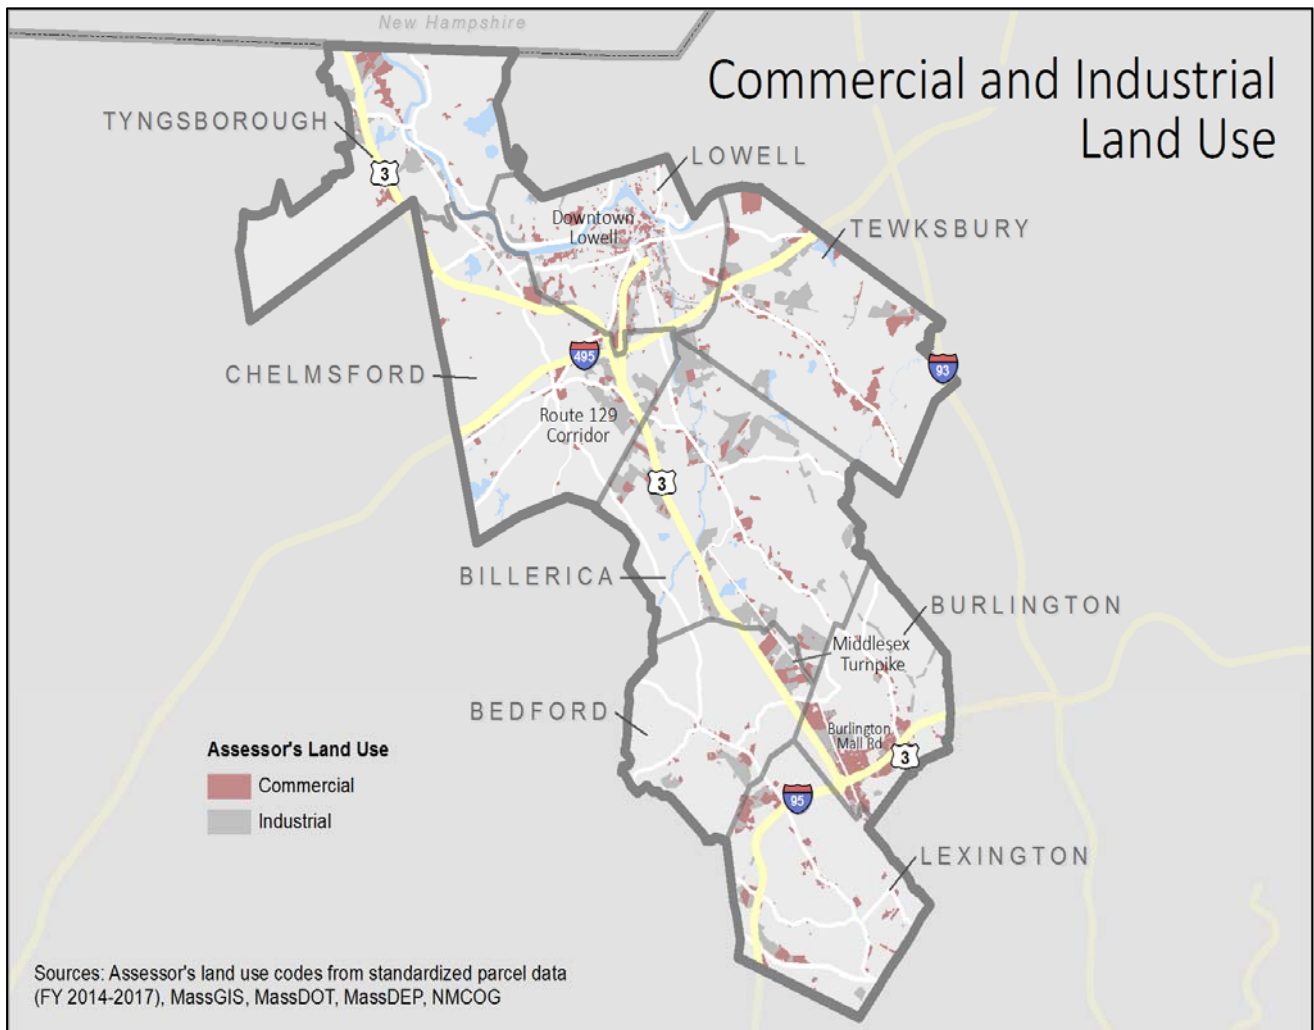 New Hampshire
Commercial and Industrial
Land Use
TYNGSBOROUGH
3
LOWELL
Downtown
Lowell
TEWKSBURY
495
93
CHELMSFORD
Route 129
Corridor
3
BILLERICA
BURLINGTON
Middlesex
Turnpike
BEDFORD
Burlington
Mall Rd
3
95
LEXINGTON
Assessor's Land Use
Commercial
Industrial
Sources: Assessor's land use codes from standardized parcel data
(FY 2014-2017), MassGIS, MassDOT, MassDEP, NMCOG